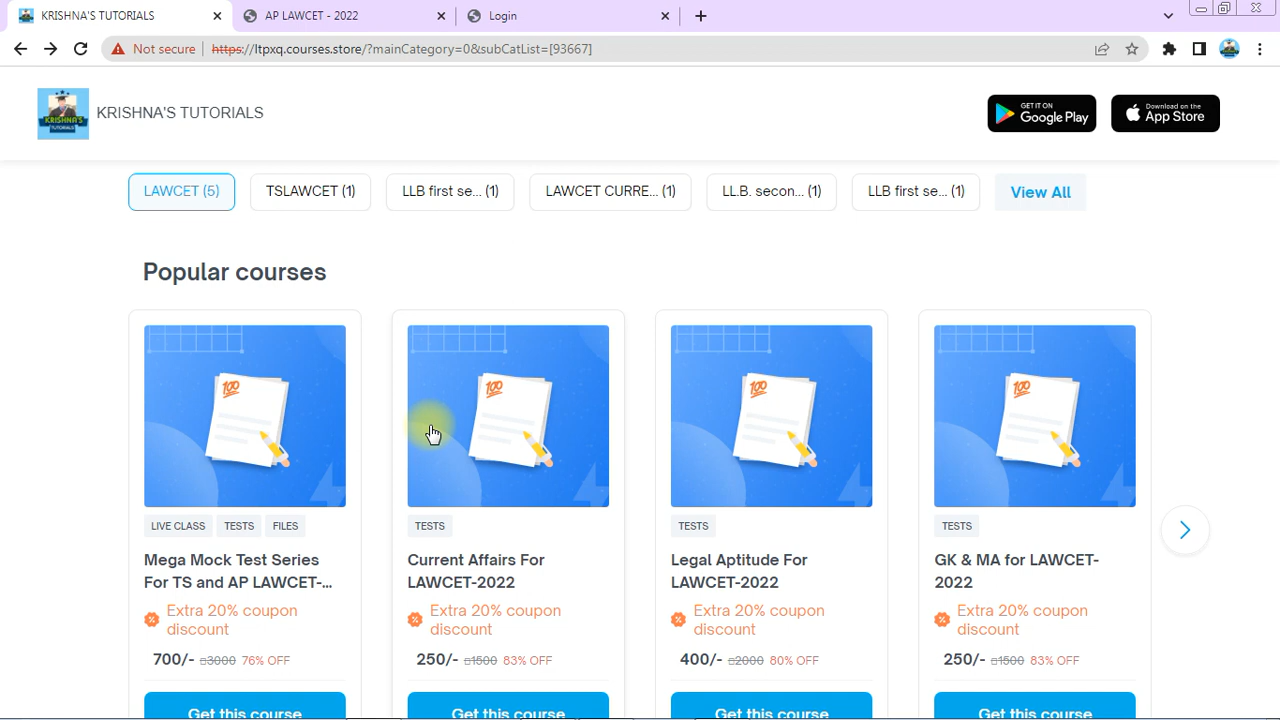 KRISHNA'S TUTORIALS
AP LAWCET - 2022
Login
Not secure
https://ltpxq.courses.store/?mainCategory=0&subCatList=[93667]
KRISHNA'S TUTORIALS
KRISHNA'S TUTORIALS
GET IT ON
Google Play
Download on the
App Store
LAWCET (5)
TSLAWCET (1)
LLB first se... (1)
LAWCET CURRE... (1)
LL.B. secon... (1)
LLB first se... (1)
View All
Popular courses
100
100
100
100
LIVE CLASS
TESTS
FILES
TESTS
TESTS
TESTS
Mega Mock Test Series
For TS and AP LAWCET-...
Current Affairs For
LAWCET-2022
Legal Aptitude For
LAWCET-2022
GK & MA for LAWCET-
2022
Extra 20% coupon
discount
Extra 20% coupon
discount
Extra 20% coupon
discount
Extra 20% coupon
discount
700/- 3000 76% OFF
250/- 1500 83% OFF
400/- 2000 80% OFF
250/- 1500 83% OFF
Get this course
Get this course
Get this course
Get this course